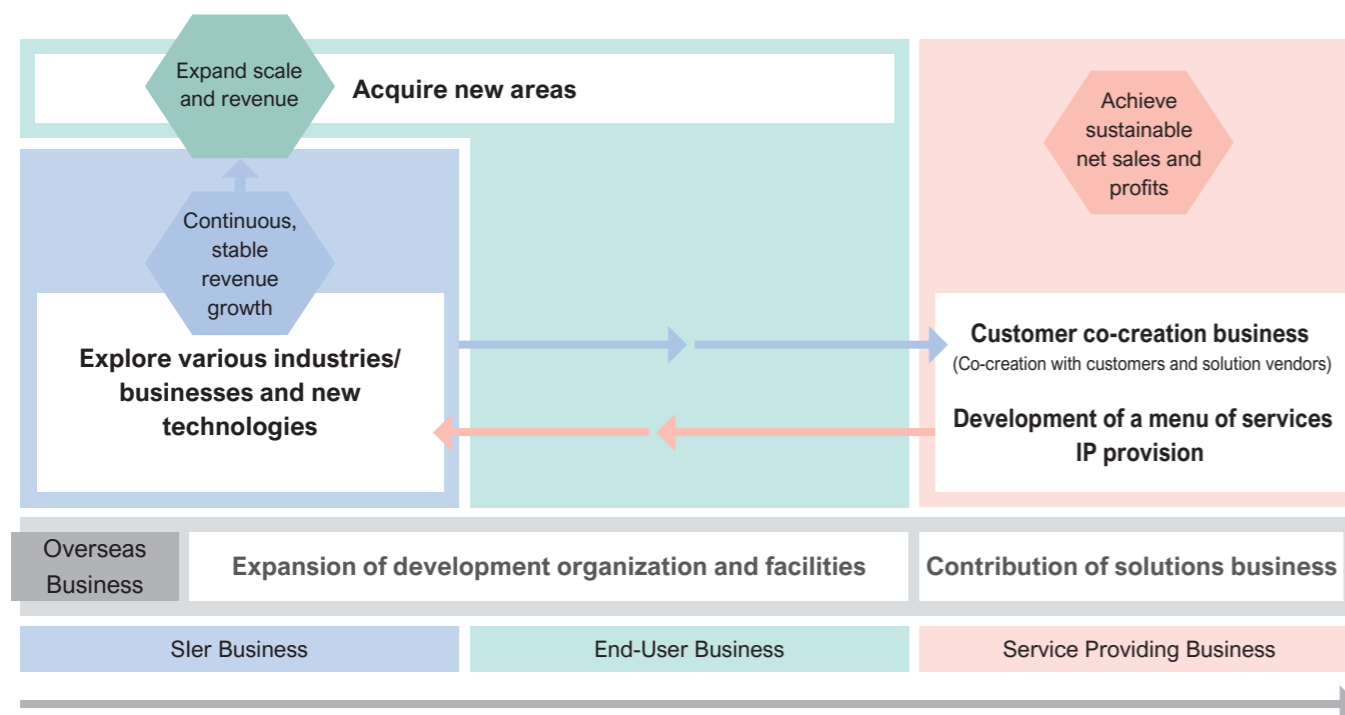 Expand scale
and revenue
Acquire new areas
Achieve
sustainable
net sales and
profits
Continuous,
stable
revenue
growth
Explore various industries/
businesses and new
technologies
Customer co-creation business
(Co-creation with customers and solution vendors)
Development of a menu of services
IP provision
Overseas
Business
Expansion of development organization and facilities
Contribution of solutions business
SIer Business
End-User Business
Service Providing Business